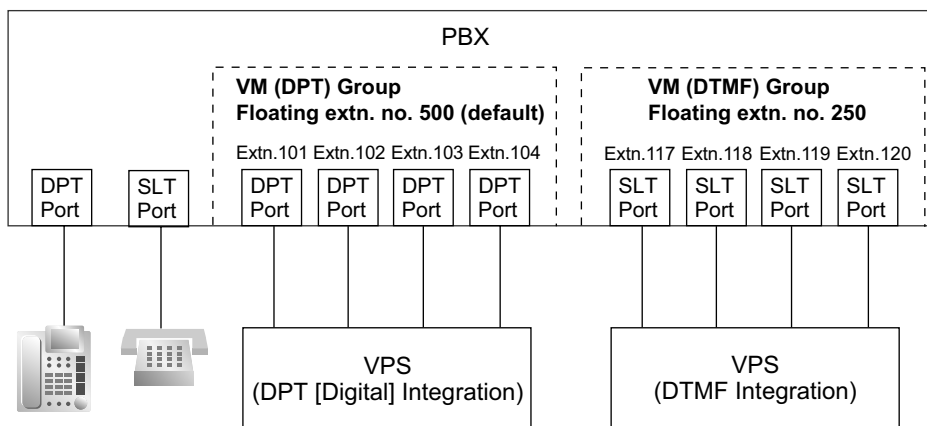 PBX
VM (DPT) Group
Floating extn. no. 500 (default)
VM (DTMF) Group
Floating extn. no. 250
Extn.101 Extn.102 Extn.103 Extn.104
Extn.117 Extn.118 Extn.119 Extn.120
DPT Port
SLT Port
DPT Port
DPT Port
DPT Port
DPT Port
SLT Port
SLT Port
SLT Port
SLT Port
VPS
(DPT [Digital] Integration)
VPS
(DTMF Integration)